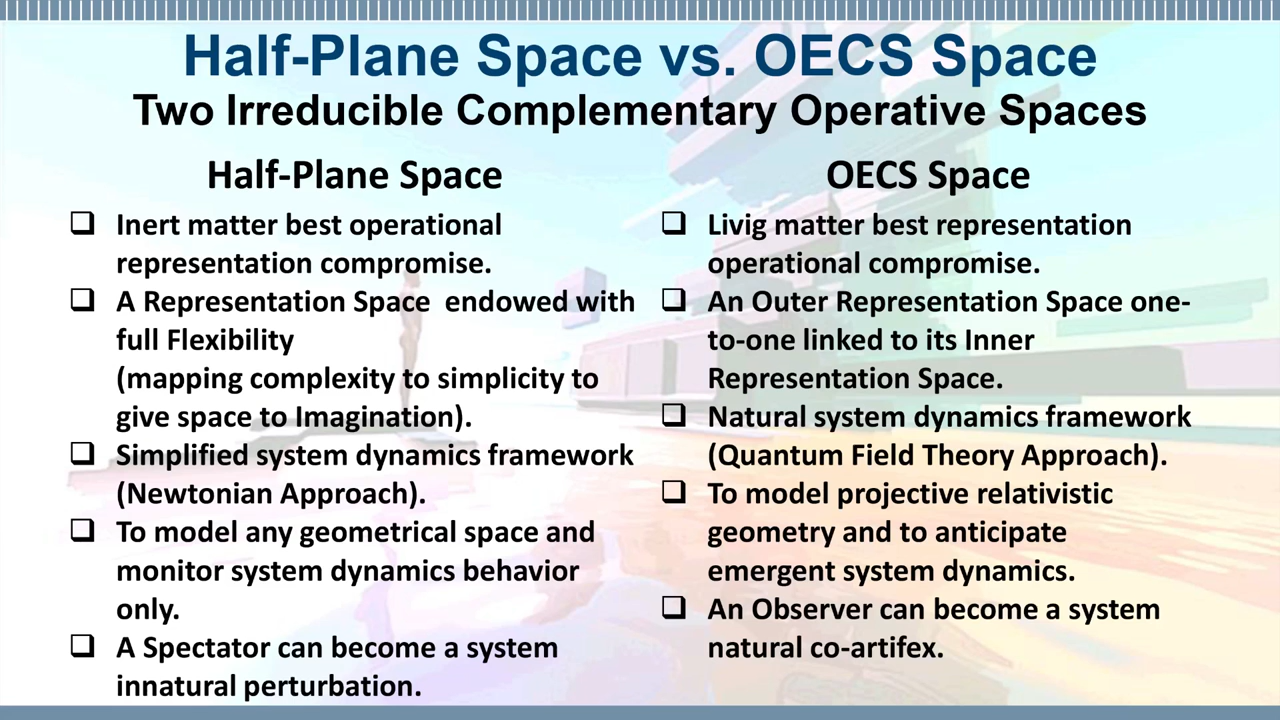 Half-Plane Space vs. OECS Space
Two Irreducible Complementary Operative Spaces
Half-Plane Space
❑ Inert matter best operational
representation compromise.
❑ A Representation Space endowed with
full Flexibility
(mapping complexity to simplicity to
give space to Imagination).
❑ Simplified system dynamics framework
(Newtonian Approach).
❑ To model any geometrical space and
monitor system dynamics behavior
only.
❑ A Spectator can become a system
innatural perturbation.
OECS Space
❑ Livig matter best representation
operational compromise.
❑ An Outer Representation Space one-
to-one linked to its Inner
Representation Space.
❑ Natural system dynamics framework
(Quantum Field Theory Approach).
❑ To model projective relativistic
geometry and to anticipate
emergent system dynamics.
❑ An Observer can become a system
natural co-artifex.